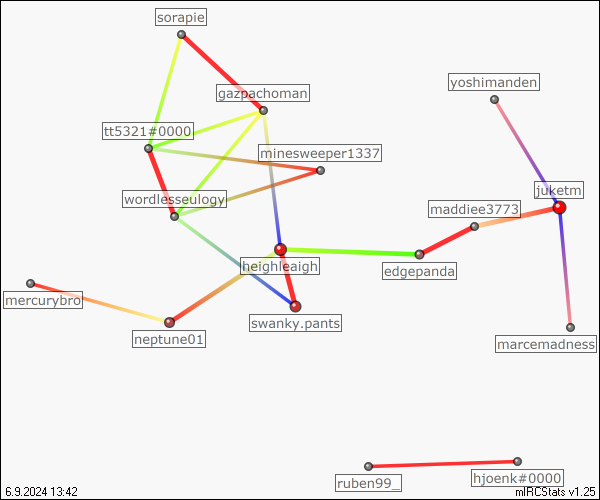 sorapie
yoshimanden
gazpachoman
tt5321#0000
minesweeper1337
juketm
wordlesseulogy
maddiee3773
heighleaigh
edgepanda
mercurybro
swanky.pants
neptune01
marcemadness
ruben99_
hjoenk#0000
6.9.2024 13:42
mIRCStats v1.25